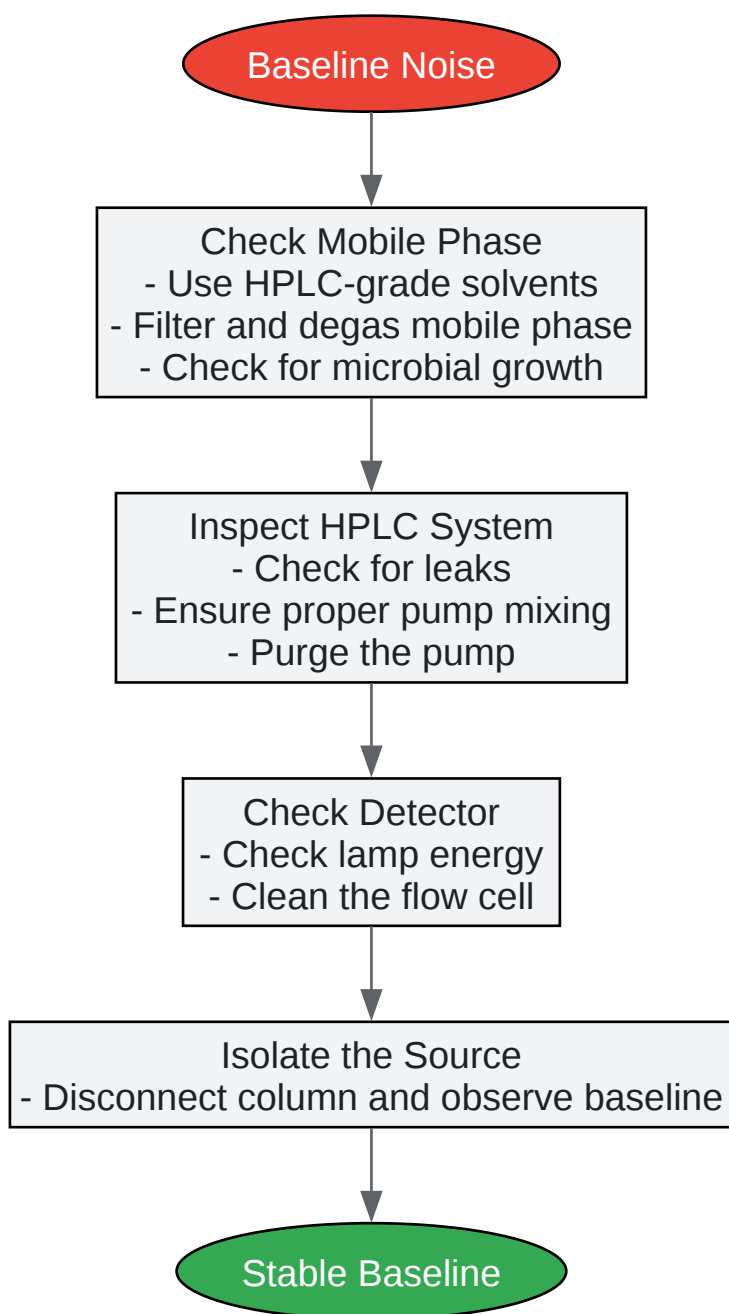 Baseline Noise
Check Mobile Phase
- Use HPLC-grade solvents
- Filter and degas mobile phase
- Check for microbial growth
Inspect HPLC System
- Check for leaks
- Ensure proper pump mixing
- Purge the pump
Check Detector
- Check lamp energy
- Clean the flow cell
Isolate the Source
- Disconnect column and observe baseline
Stable Baseline